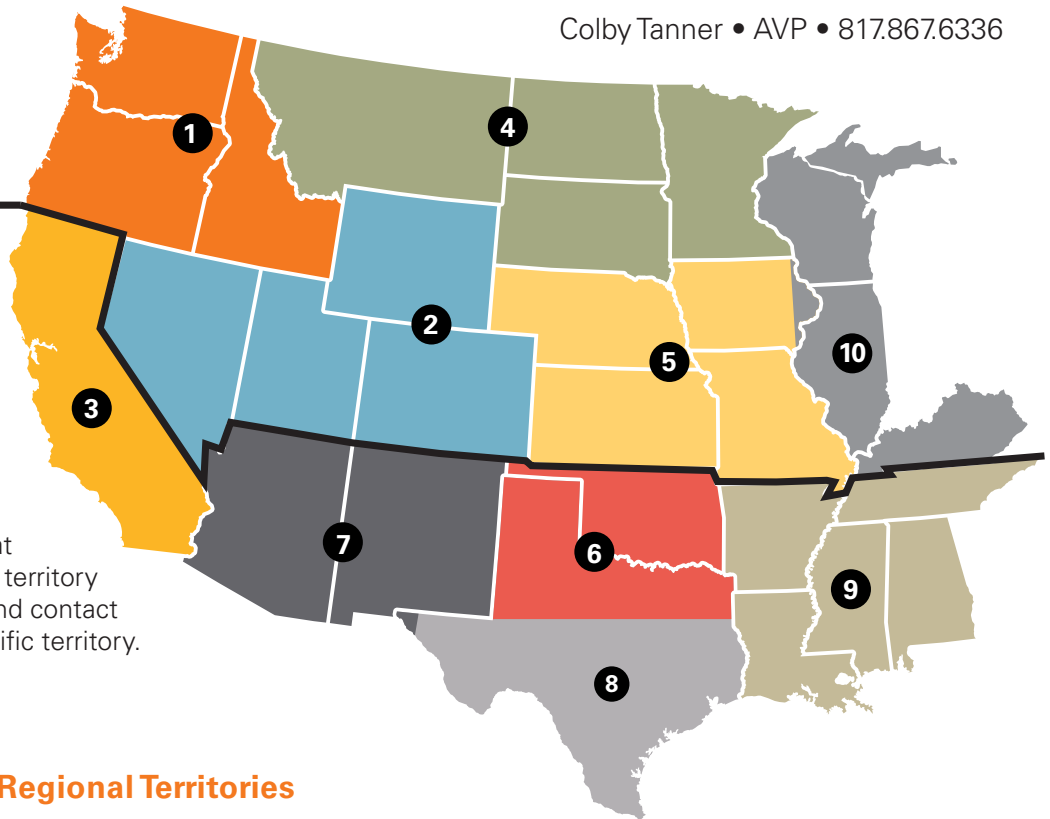 Colby Tanner • AVP • 817.867.6336
1
4
2
10
5
3
7
6
9
territory
nd contact
ific territory.
8
Regional Territories